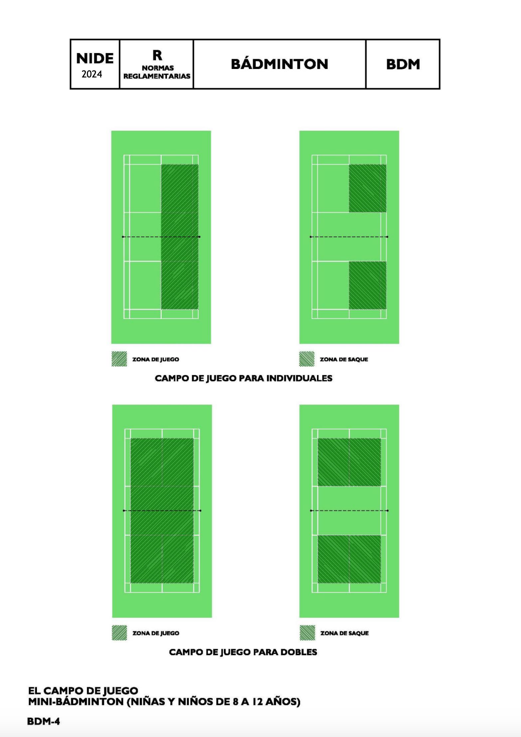 NIDE
2024
R
NORMAS
REGLAMENTARIAS
BÁDMINTON
BDM
ZONA DE JUEGO
ZONA DE SAQUE
CAMPO DE JUEGO PARA INDIVIDUALES
ZONA DE JUEGO
ZONA DE SAQUE
CAMPO DE JUEGO PARA DOBLES
EL CAMPO DE JUEGO
MINI-BÁDMINTON (NIÑAS Y NIÑOS DE 8 A 12 AÑOS)
BDM-4